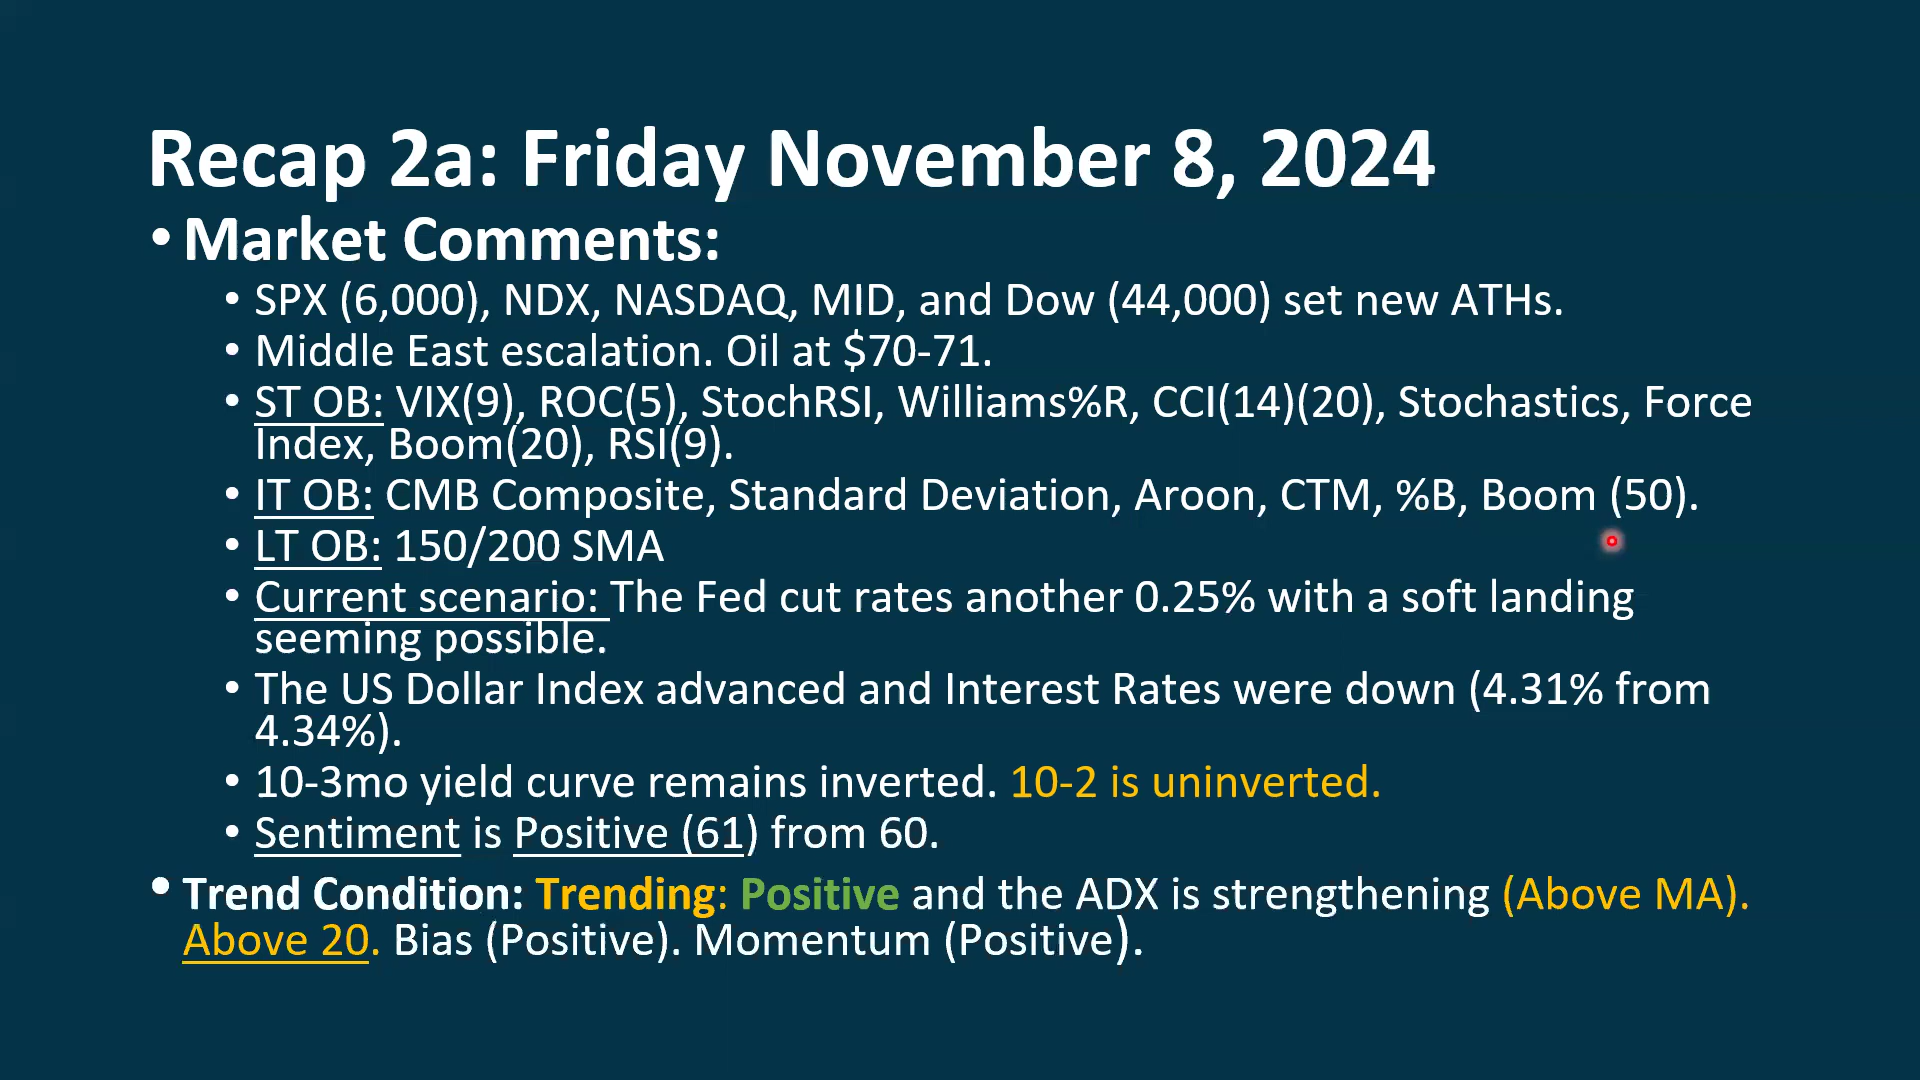 Recap 2a: Friday November 8, 2024
• Market Comments:
• SPX (6,000), NDX, NASDAQ, MID, and Dow (44,000) set new ATHs.
• Middle East escalation. Oil at $70-71.
• ST OB: VIX(9), ROC(5), StochRSI, Williams%R, CCI(14)(20), Stochastics, Force
Index, Boom(20), RSI(9).
• IT OB: CMB Composite, Standard Deviation, Aroon, CTM, %B, Boom (50).
• LT OB: 150/200 SMA
• Current scenario: The Fed cut rates another 0.25% with a soft landing
seeming possible.
• The US Dollar Index advanced and Interest Rates were down (4.31% from
4.34%).
• 10-3mo yield curve remains inverted. 10-2 is uninverted.
• Sentiment is Positive (61) from 60.
• Trend Condition: Trending: Positive and the ADX is strengthening (Above MA).
Above 20. Bias (Positive). Momentum (Positive).